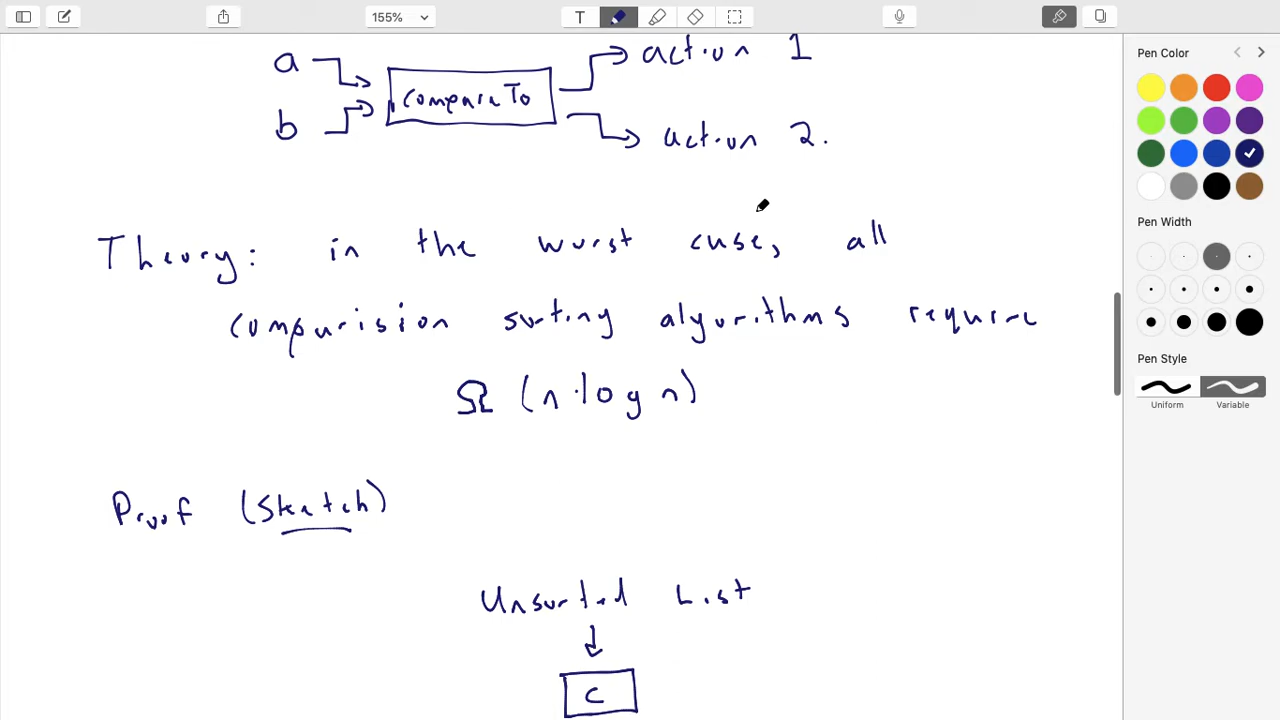 155%
T
a
compareTo
action 1
b
action 2.
Theory: in the worst case, all
comparision sorting algorithms require
Ω (n·log n)
Proof (Sketch)
Unsorted List
C
Pen Color
Pen Width
Pen Style
Uniform Variable